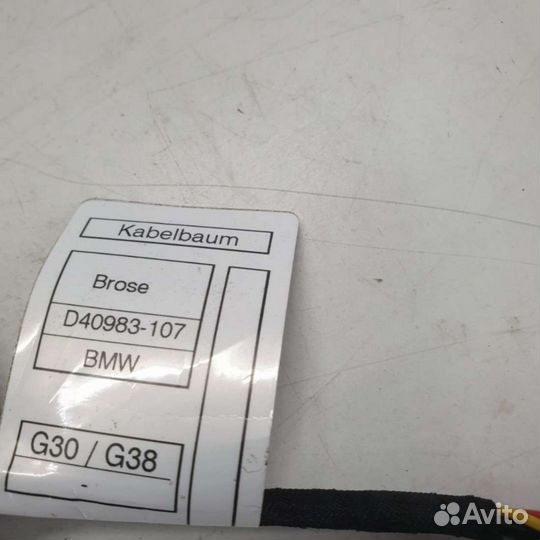 Kabelbaum
Brose
D40983-107
BMW
G30 / G38
-
Avito